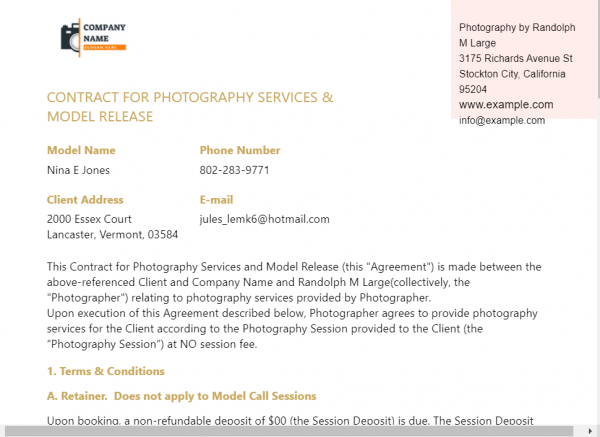 COMPANY
NAME
SLOGAN HERE
Photography by Randolph
M Large
3175 Richards Avenue St
Stockton City, California
95204
www.example.com
info@example.com
CONTRACT FOR PHOTOGRAPHY SERVICES &
MODEL RELEASE
Model Name
Phone Number
Nina E Jones
802-283-9771
Client Address
E-mail
2000 Essex Court
jules_lemk6@hotmail.com
Lancaster, Vermont, 03584
This Contract for Photography Services and Model Release (this "Agreement") is made between the
above-referenced Client and Company Name and Randolph M Large(collectively, the
"Photographer") relating to photography services provided by Photographer.
Upon execution of this Agreement described below, Photographer agrees to provide photography
services for the Client according to the Photography Session provided to the Client (the
“Photography Session”) at NO session fee.
1. Terms & Conditions
A. Retainer.  Does not apply to Model Call Sessions
Upon booking, a non-refundable deposit of $00 (the Session Deposit) is due. The Session Deposit